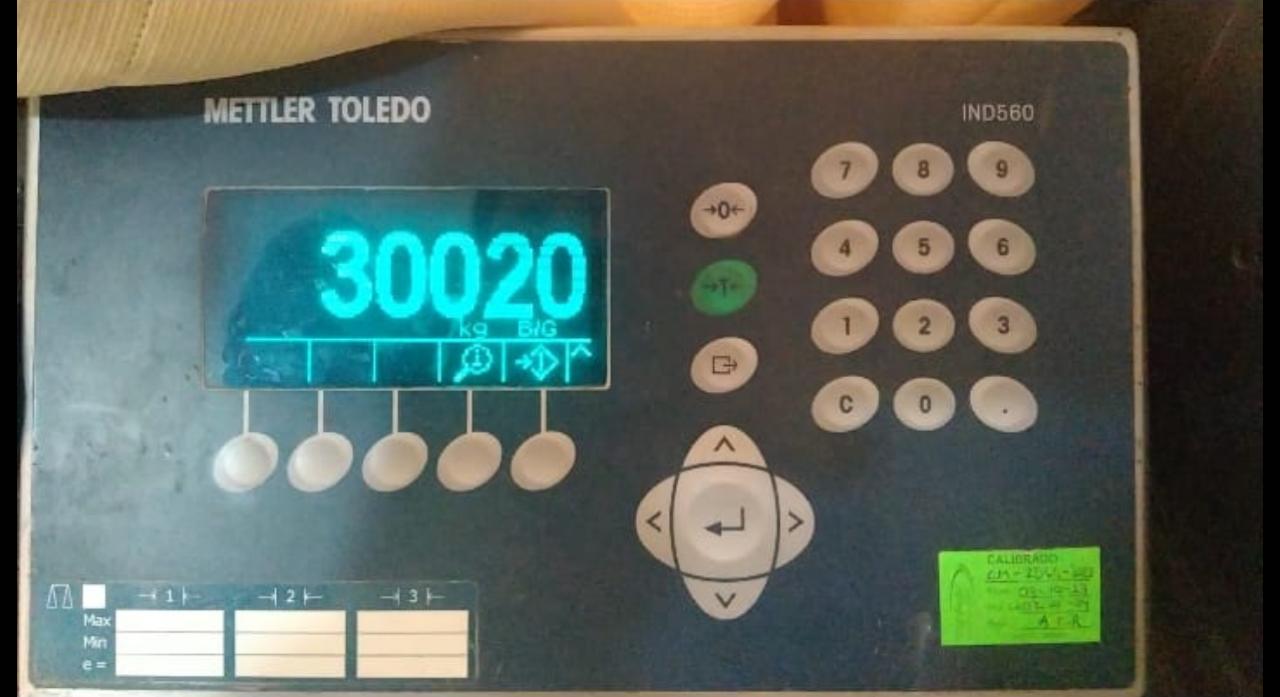 METTLER TOLEDO
IND560
30020
kg B/G
→0←
→T←
7 8 9
4 5 6
1 2 3
C 0 .
1 2 3
Max
Min
e =
CALIBRADO
A F R